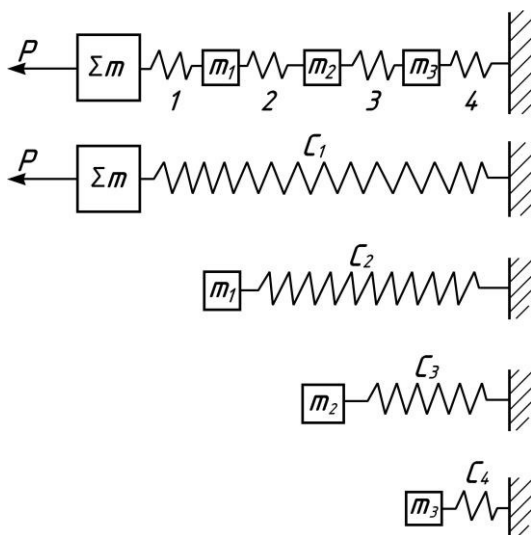 P Σm m₁ m₂ m₃
1 2 3 4
P Σm C₁
m₁ C₂
m₂ C₃
m₃ C₄